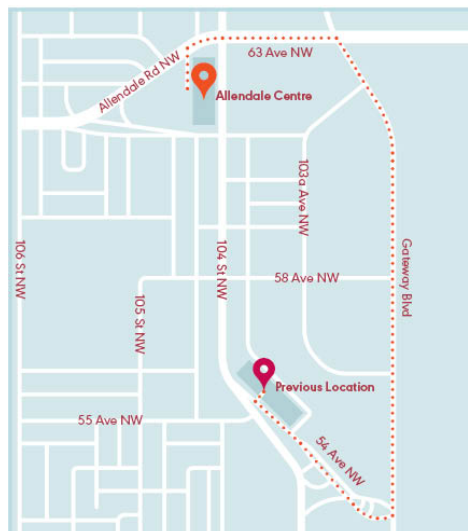 63 Ave NW
Allendale Rd NW
Allendale Centre
103a Ave NW
106 St NW
104 St NW
Gateway Blvd
58 Ave NW
105 St NW
Previous Location
55 Ave NW
54 Ave NW